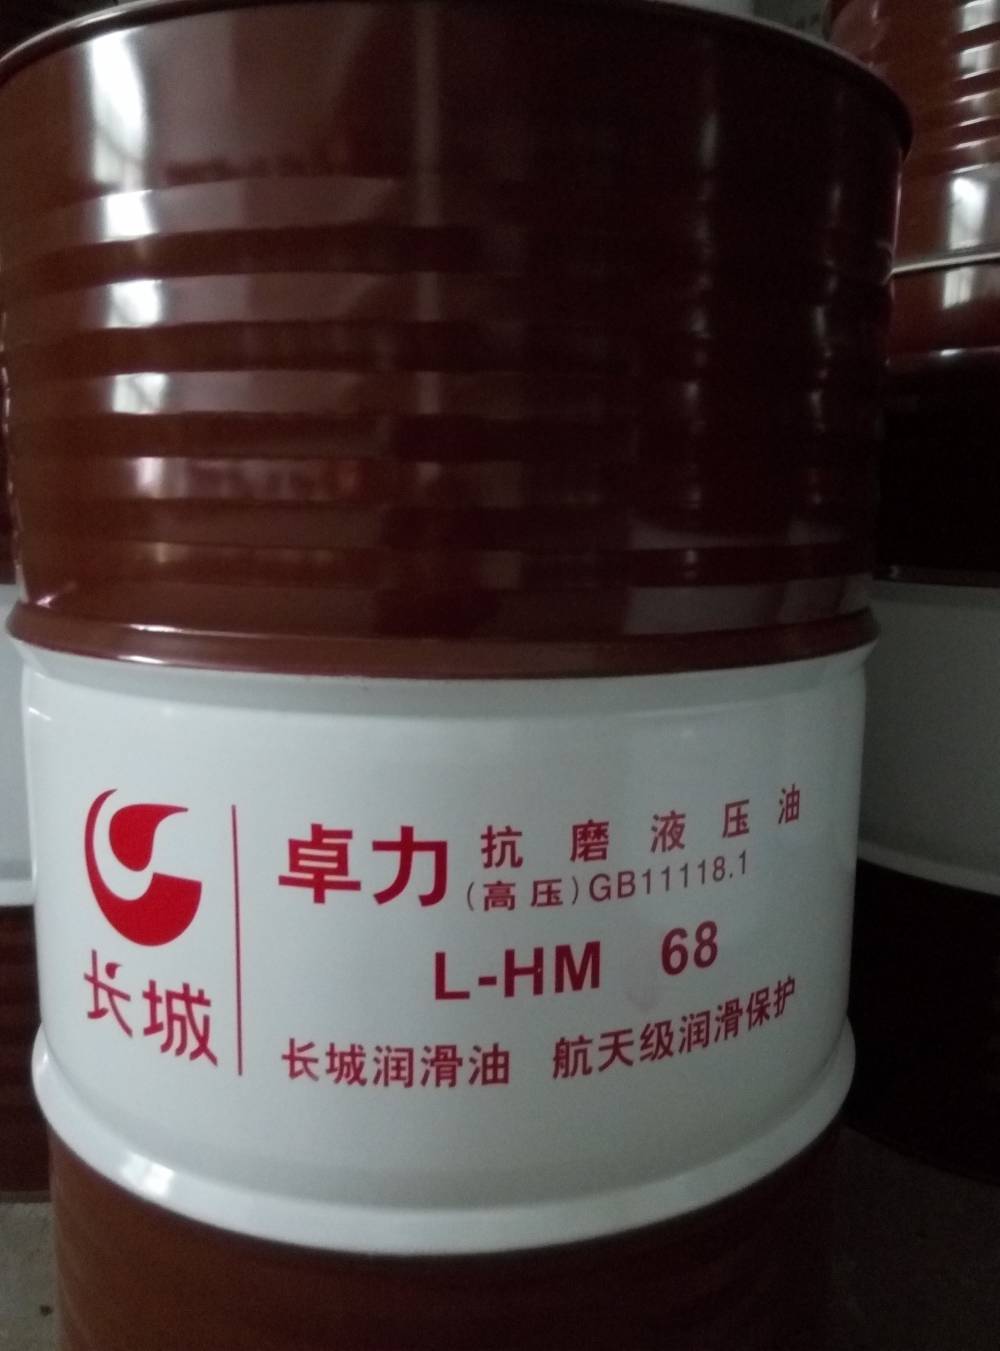 长城
卓力
抗磨液压油
(高压)GB11118.1
L-HM 68
长城润滑油 航天级润滑保护